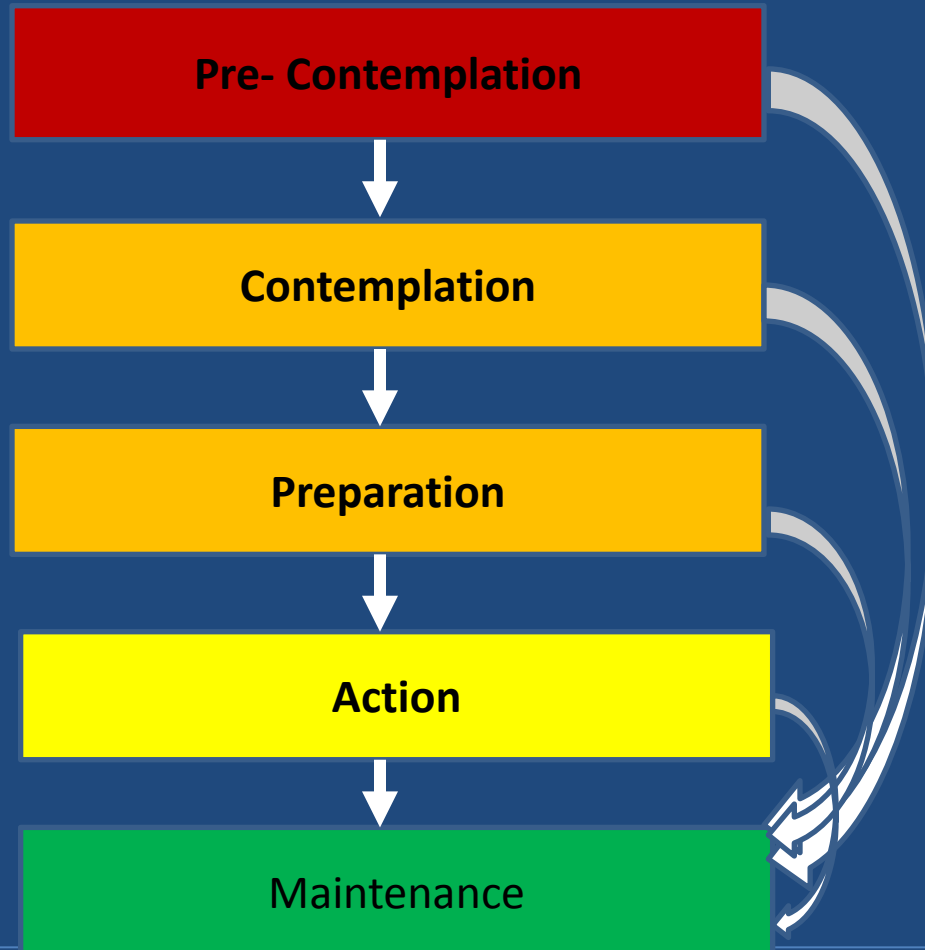 Pre- Contemplation
Contemplation
Preparation
Action
Maintenance